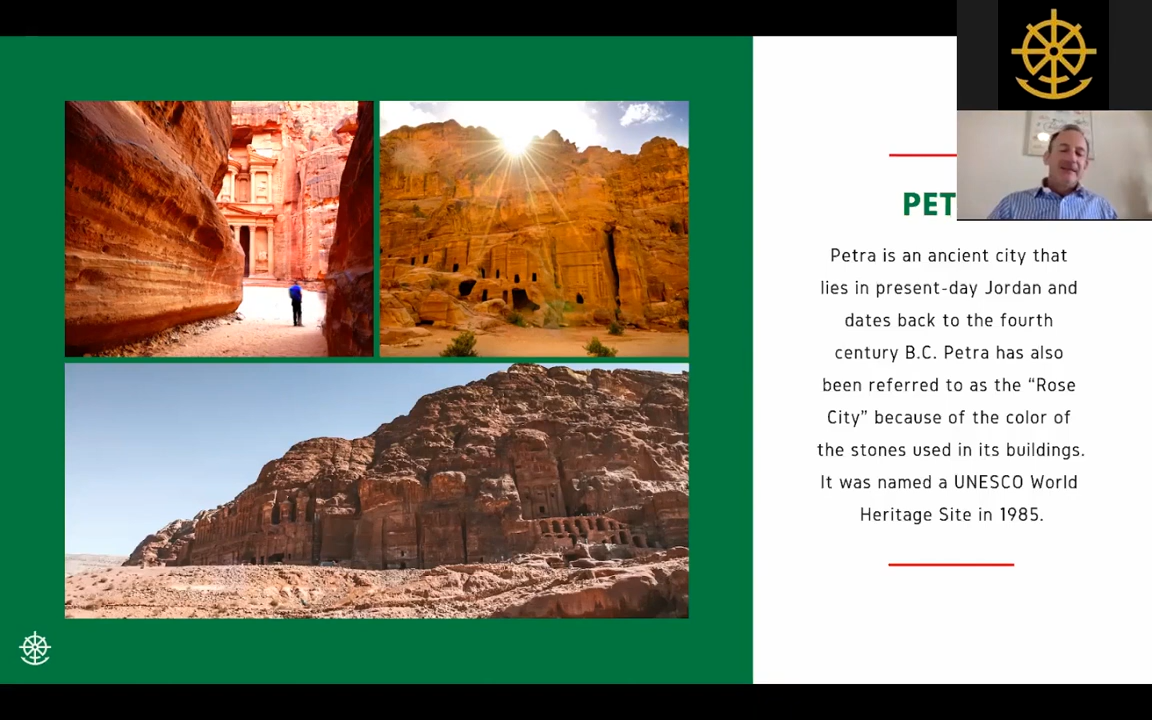 PET
Petra is an ancient city that
lies in present-day Jordan and
dates back to the fourth
century B.C. Petra has also
been referred to as the “Rose
City” because of the color of
the stones used in its buildings.
It was named a UNESCO World
Heritage Site in 1985.